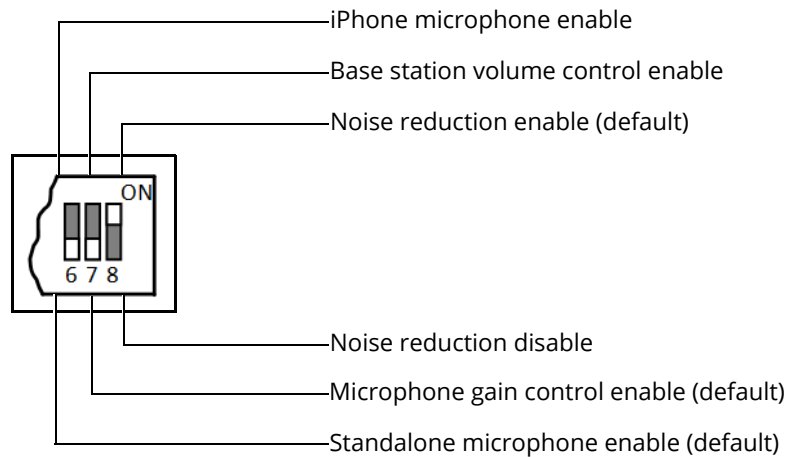 iPhone microphone enable
Base station volume control enable
Noise reduction enable (default)
ON
6 7 8
Noise reduction disable
Microphone gain control enable (default)
Standalone microphone enable (default)